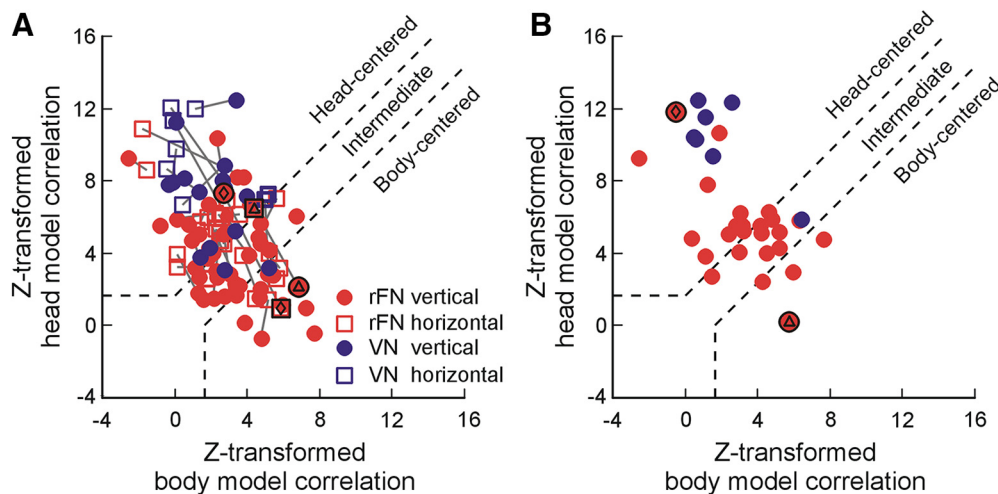 A
16
12
8
4
0
-4
-4 0 4 8 12 16
Z-transformed
head model correlation
Z-transformed
body model correlation
Head-centered
Intermediate
Body-centered
rFN vertical
rFN horizontal
VN vertical
VN horizontal
B
16
12
8
4
0
-4
-4 0 4 8 12 16
Z-transformed
head model correlation
Z-transformed
body model correlation
Head-centered
Intermediate
Body-centered